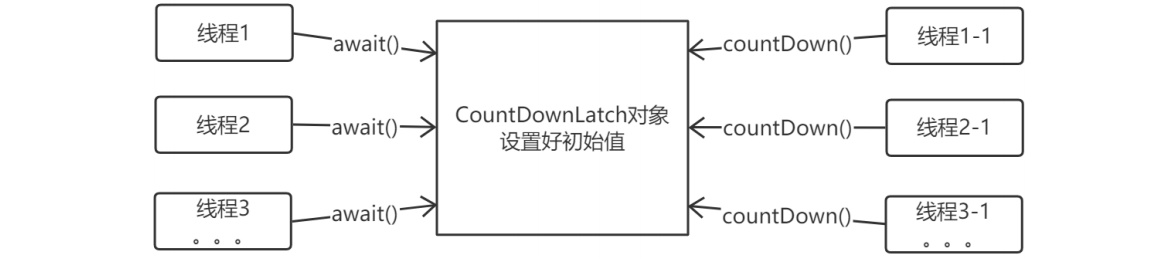 线程1
await()
线程2
await()
线程3
。。。
await()
CountDownLatch对象
设置好初始值
countDown()
线程1-1
countDown()
线程2-1
countDown()
线程3-1
。。。